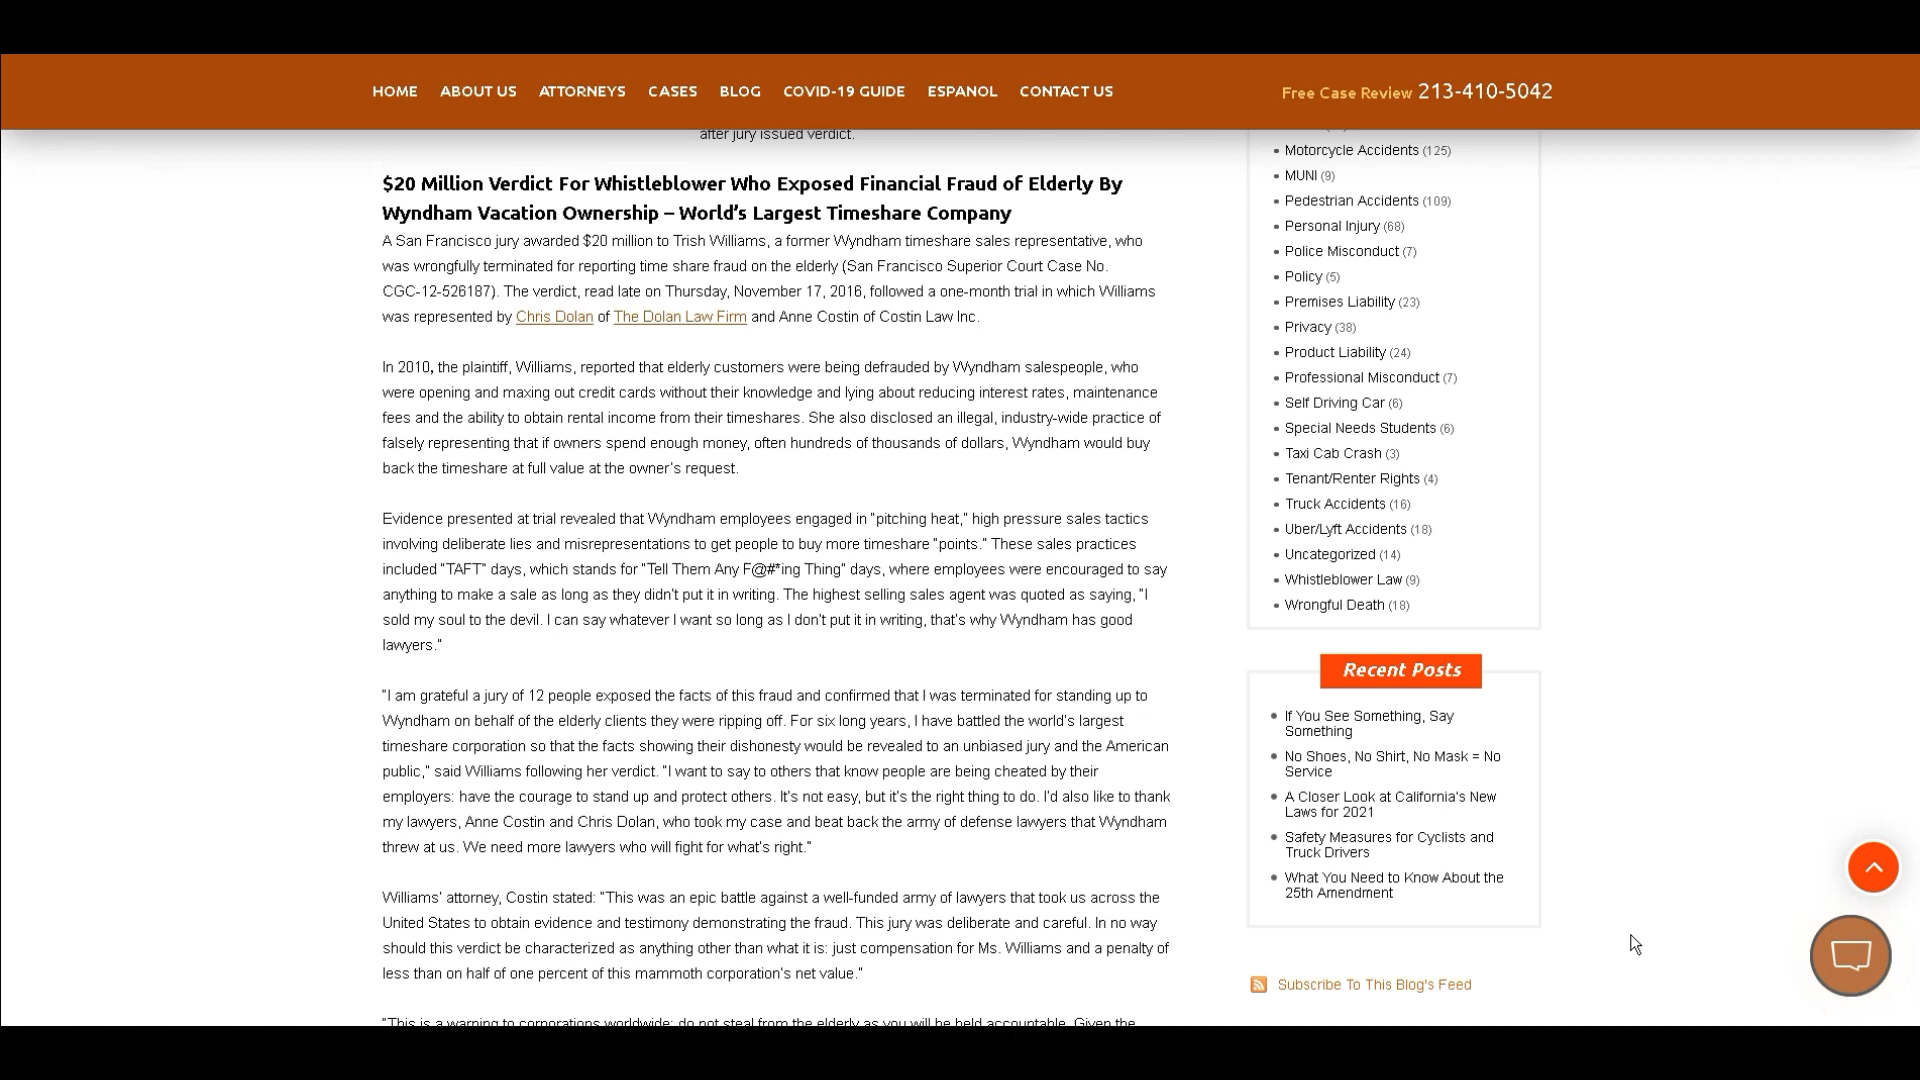 HOME ABOUT US ATTORNEYS CASES BLOG COVID-19 GUIDE ESPANOL CONTACT US
Free Case Review 213-410-5042
after jury issued verdict.
$20 Million Verdict For Whistleblower Who Exposed Financial Fraud of Elderly By
Wyndham Vacation Ownership – World's Largest Timeshare Company
A San Francisco jury awarded $20 million to Trish Williams, a former Wyndham timeshare sales representative, who
was wrongfully terminated for reporting time share fraud on the elderly (San Francisco Superior Court Case No.
CGC-12-526187). The verdict, read late on Thursday, November 17, 2016, followed a one-month trial in which Williams
was represented by Chris Dolan of The Dolan Law Firm and Anne Costin of Costin Law Inc.
In 2010, the plaintiff, Williams, reported that elderly customers were being defrauded by Wyndham salespeople, who
were opening and maxing out credit cards without their knowledge and lying about reducing interest rates, maintenance
fees and the ability to obtain rental income from their timeshares. She also disclosed an illegal, industry-wide practice of
falsely representing that if owners spend enough money, often hundreds of thousands of dollars, Wyndham would buy
back the timeshare at full value at the owner's request.
Evidence presented at trial revealed that Wyndham employees engaged in "pitching heat," high pressure sales tactics
involving deliberate lies and misrepresentations to get people to buy more timeshare "points." These sales practices
included "TAFT" days, which stands for "Tell Them Any F@#*ing Thing" days, where employees were encouraged to say
anything to make a sale as long as they didn't put it in writing. The highest selling sales agent was quoted as saying, "I
sold my soul to the devil. I can say whatever I want so long as I don't put it in writing, that's why Wyndham has good
lawyers."
"I am grateful a jury of 12 people exposed the facts of this fraud and confirmed that I was terminated for standing up to
Wyndham on behalf of the elderly clients they were ripping off. For six long years, I have battled the world's largest
timeshare corporation so that the facts showing their dishonesty would be revealed to an unbiased jury and the American
public," said Williams following her verdict. "I want to say to others that know people are being cheated by their
employers: have the courage to stand up and protect others. It's not easy, but it's the right thing to do. I'd also like to thank
my lawyers, Anne Costin and Chris Dolan, who took my case and beat back the army of defense lawyers that Wyndham
threw at us. We need more lawyers who will fight for what's right."
Williams' attorney, Costin stated: "This was an epic battle against a well-funded army of lawyers that took us across the
United States to obtain evidence and testimony demonstrating the fraud. This jury was deliberate and careful. In no way
should this verdict be characterized as anything other than what it is: just compensation for Ms. Williams and a penalty of
less than on half of one percent of this mammoth corporation's net value."
"This is a warning to corporations worldwide: do not steal from the elderly as you will be held accountable. Given the
Motorcycle Accidents (125)
MUNI (9)
Pedestrian Accidents (109)
Personal Injury (68)
Police Misconduct (7)
Policy (5)
Premises Liability (23)
Privacy (38)
Product Liability (24)
Professional Misconduct (7)
Self Driving Car (6)
Special Needs Students (6)
Taxi Cab Crash (3)
Tenant/Renter Rights (4)
Truck Accidents (16)
Uber/Lyft Accidents (18)
Uncategorized (14)
Whistleblower Law (9)
Wrongful Death (18)
Recent Posts
If You See Something, Say
Something
No Shoes, No Shirt, No Mask = No
Service
A Closer Look at California's New
Laws for 2021
Safety Measures for Cyclists and
Truck Drivers
What You Need to Know About the
25th Amendment
Subscribe To This Blog's Feed